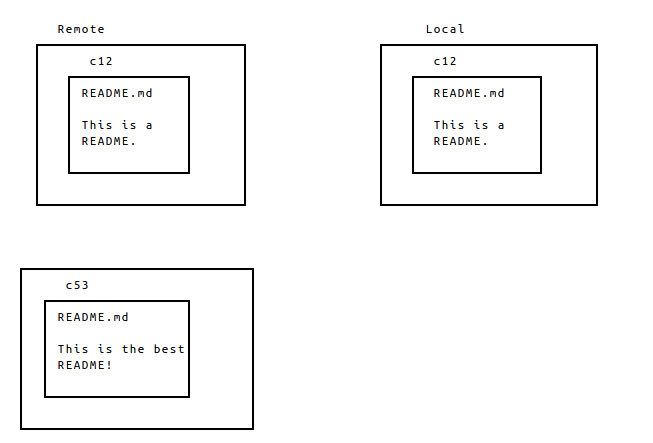 Remote
c12
README.md
This is a
README.
Local
c12
README.md
This is a
README.
c53
README.md
This is the best
README!